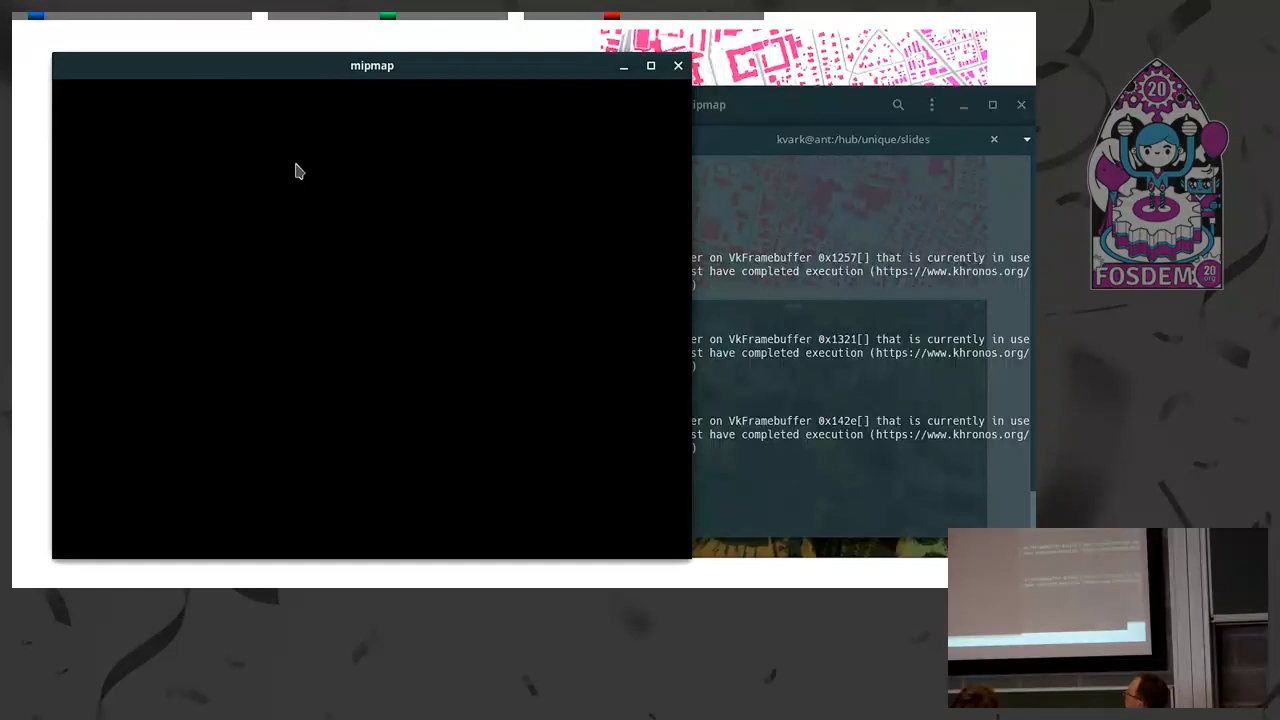 mipmap
ipmap
kvark@ant:/hub/unique/slides
er on VkFramebuffer 0x1257[] that is currently in use
st have completed execution (https://www.khronos.org/
)
er on VkFramebuffer 0x1321[] that is currently in use
st have completed execution (https://www.khronos.org/
)
er on VkFramebuffer 0x142e[] that is currently in use
st have completed execution (https://www.khronos.org/
)
20
FOSDEM
20
.org